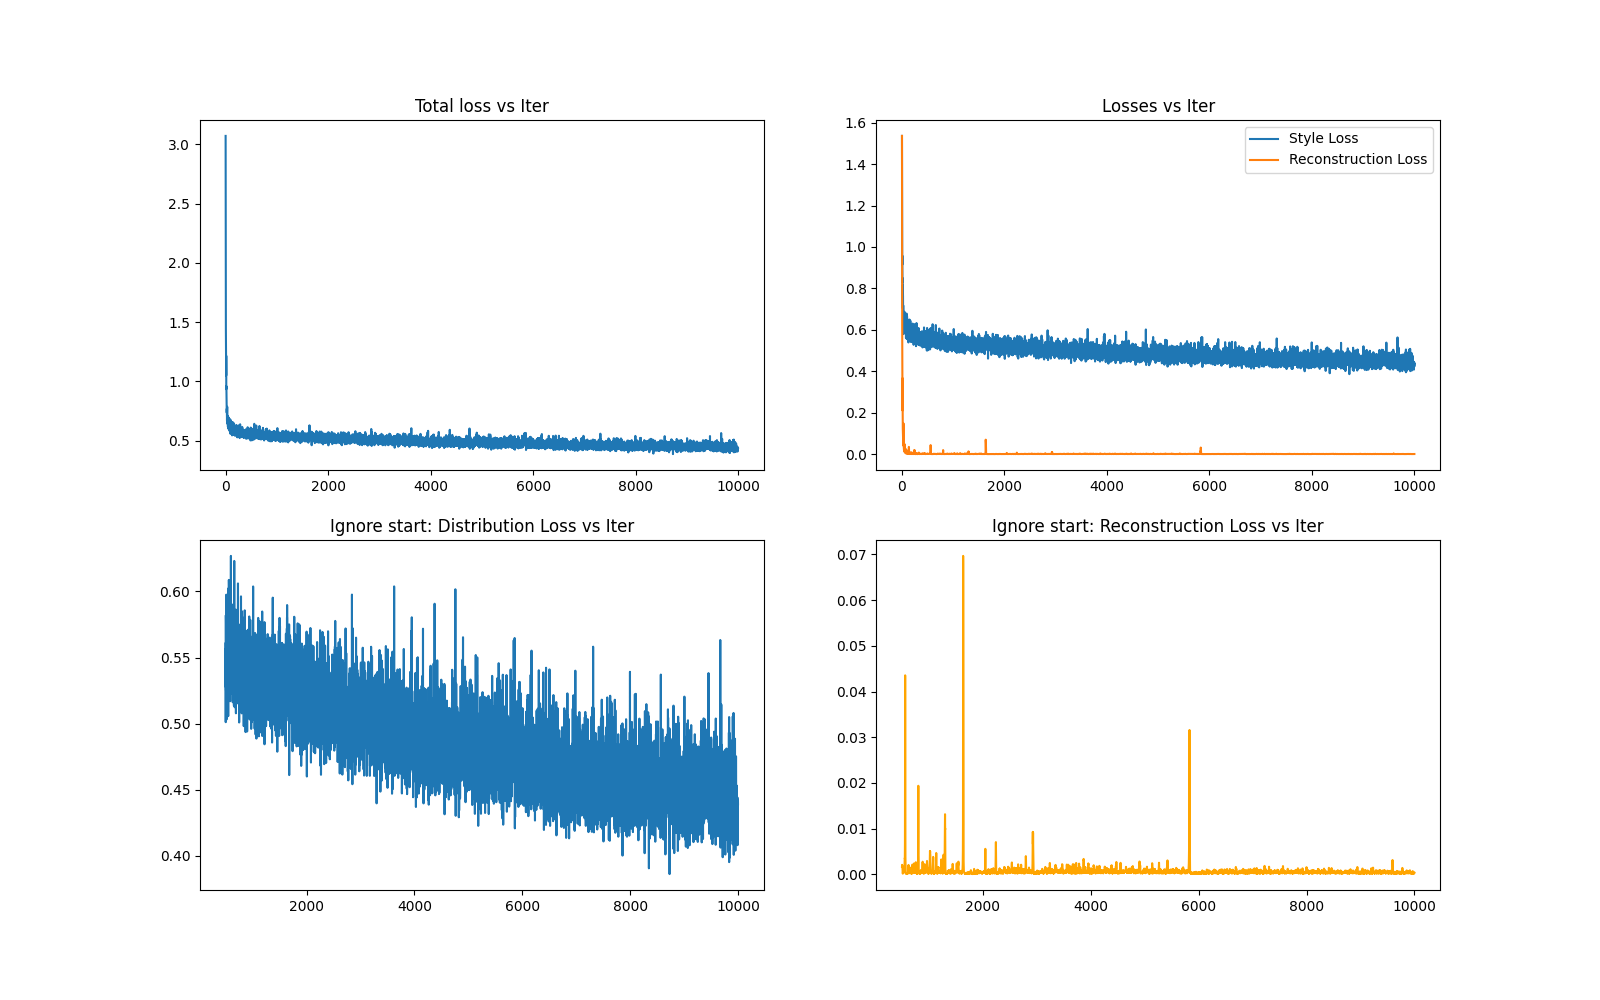 Total loss vs Iter
3.0
2.5
2.0
1.5
1.0
0.5
0 2000 4000 6000 8000 10000
Losses vs Iter
Style Loss
Reconstruction Loss
1.6
1.4
1.2
1.0
0.8
0.6
0.4
0.2
0.0
0 2000 4000 6000 8000 10000
Ignore start: Distribution Loss vs Iter
0.60
0.55
0.50
0.45
0.40
2000 4000 6000 8000 10000
Ignore start: Reconstruction Loss vs Iter
0.07
0.06
0.05
0.04
0.03
0.02
0.01
0.00
2000 4000 6000 8000 10000